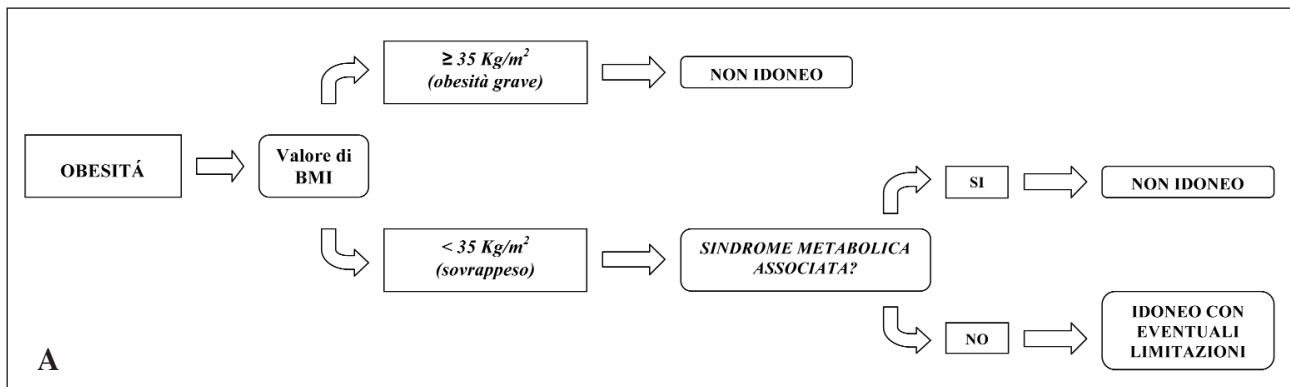 OBESITÁ
Valore di
BMI
≥ 35 Kg/m²
(obesità grave)
NON IDONEO
< 35 Kg/m²
(sovrappeso)
SINDROME METABOLICA
ASSOCIATA?
SI
NON IDONEO
NO
IDONEO CON
EVENTUALI
LIMITAZIONI
A